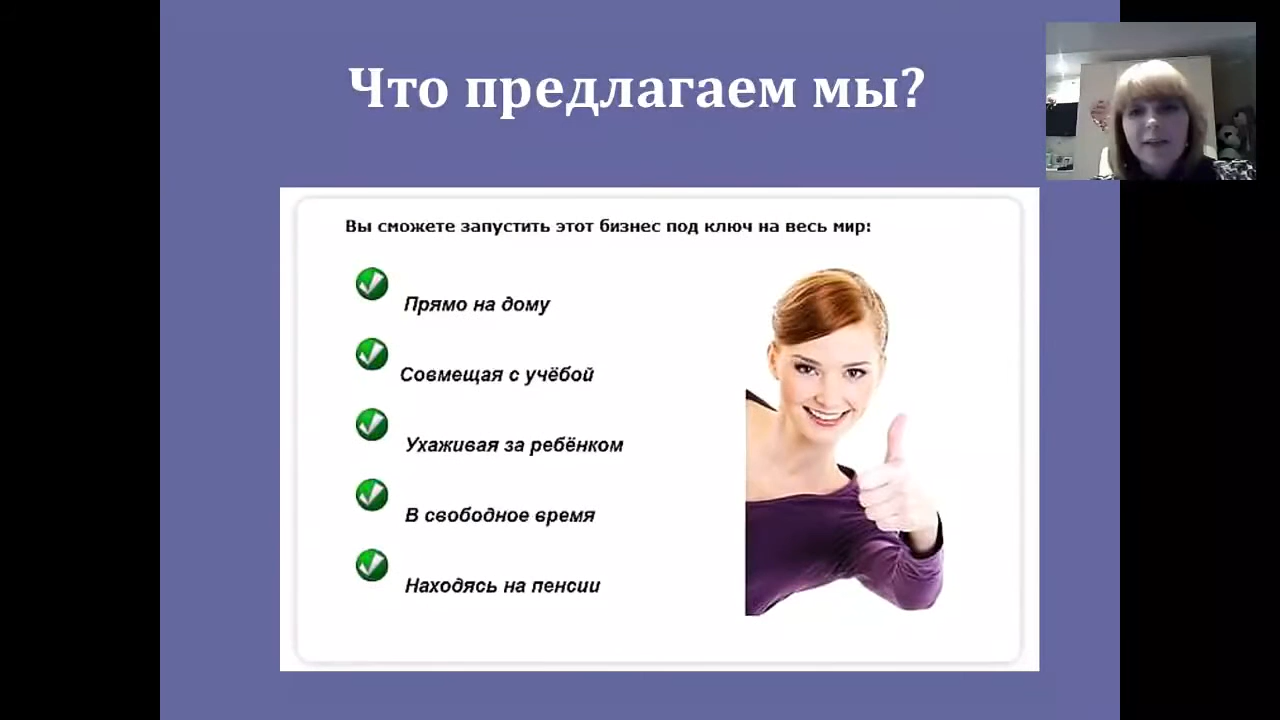 Что предлагаем мы?
Вы сможете запустить этот бизнес под ключ на весь мир:
Прямо на дому
Совмещая с учёбой
Ухаживая за ребёнком
В свободное время
Находясь на пенсии